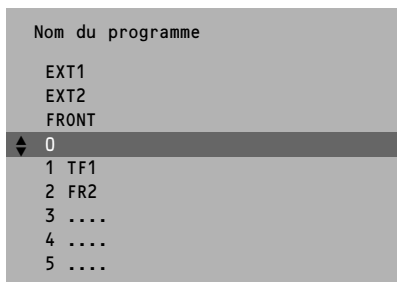 Nom du programme
EXT1
EXT2
FRONT
0
1 TF1
2 FR2
3 ....
4 ....
5 ....